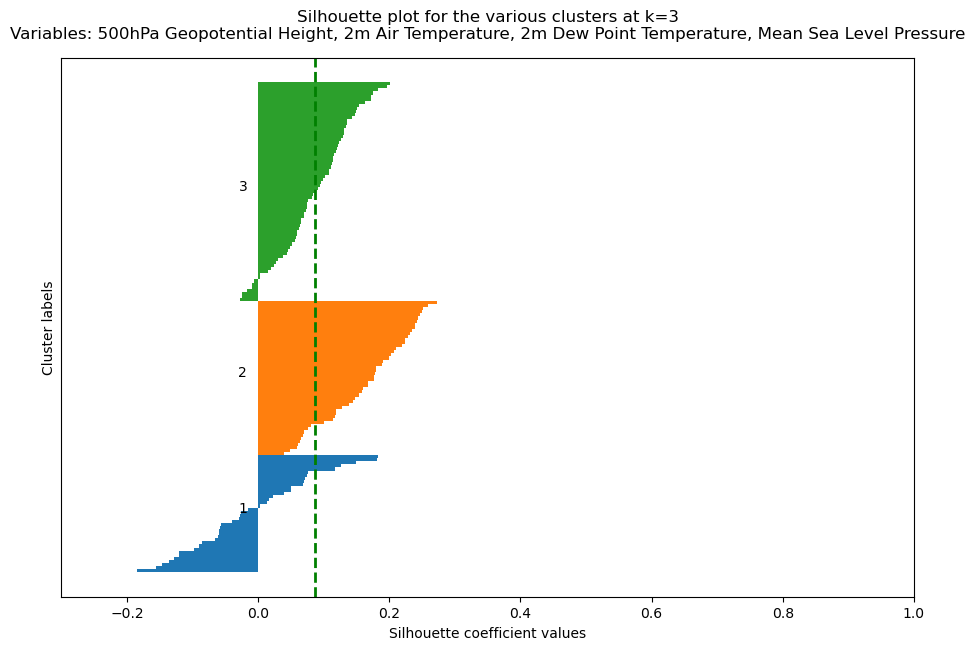 Silhouette plot for the various clusters at k=3
Variables: 500hPa Geopotential Height, 2m Air Temperature, 2m Dew Point Temperature, Mean Sea Level Pressure
3
2
1
Cluster labels
−0.2 0.0 0.2 0.4 0.6 0.8 1.0
Silhouette coefficient values